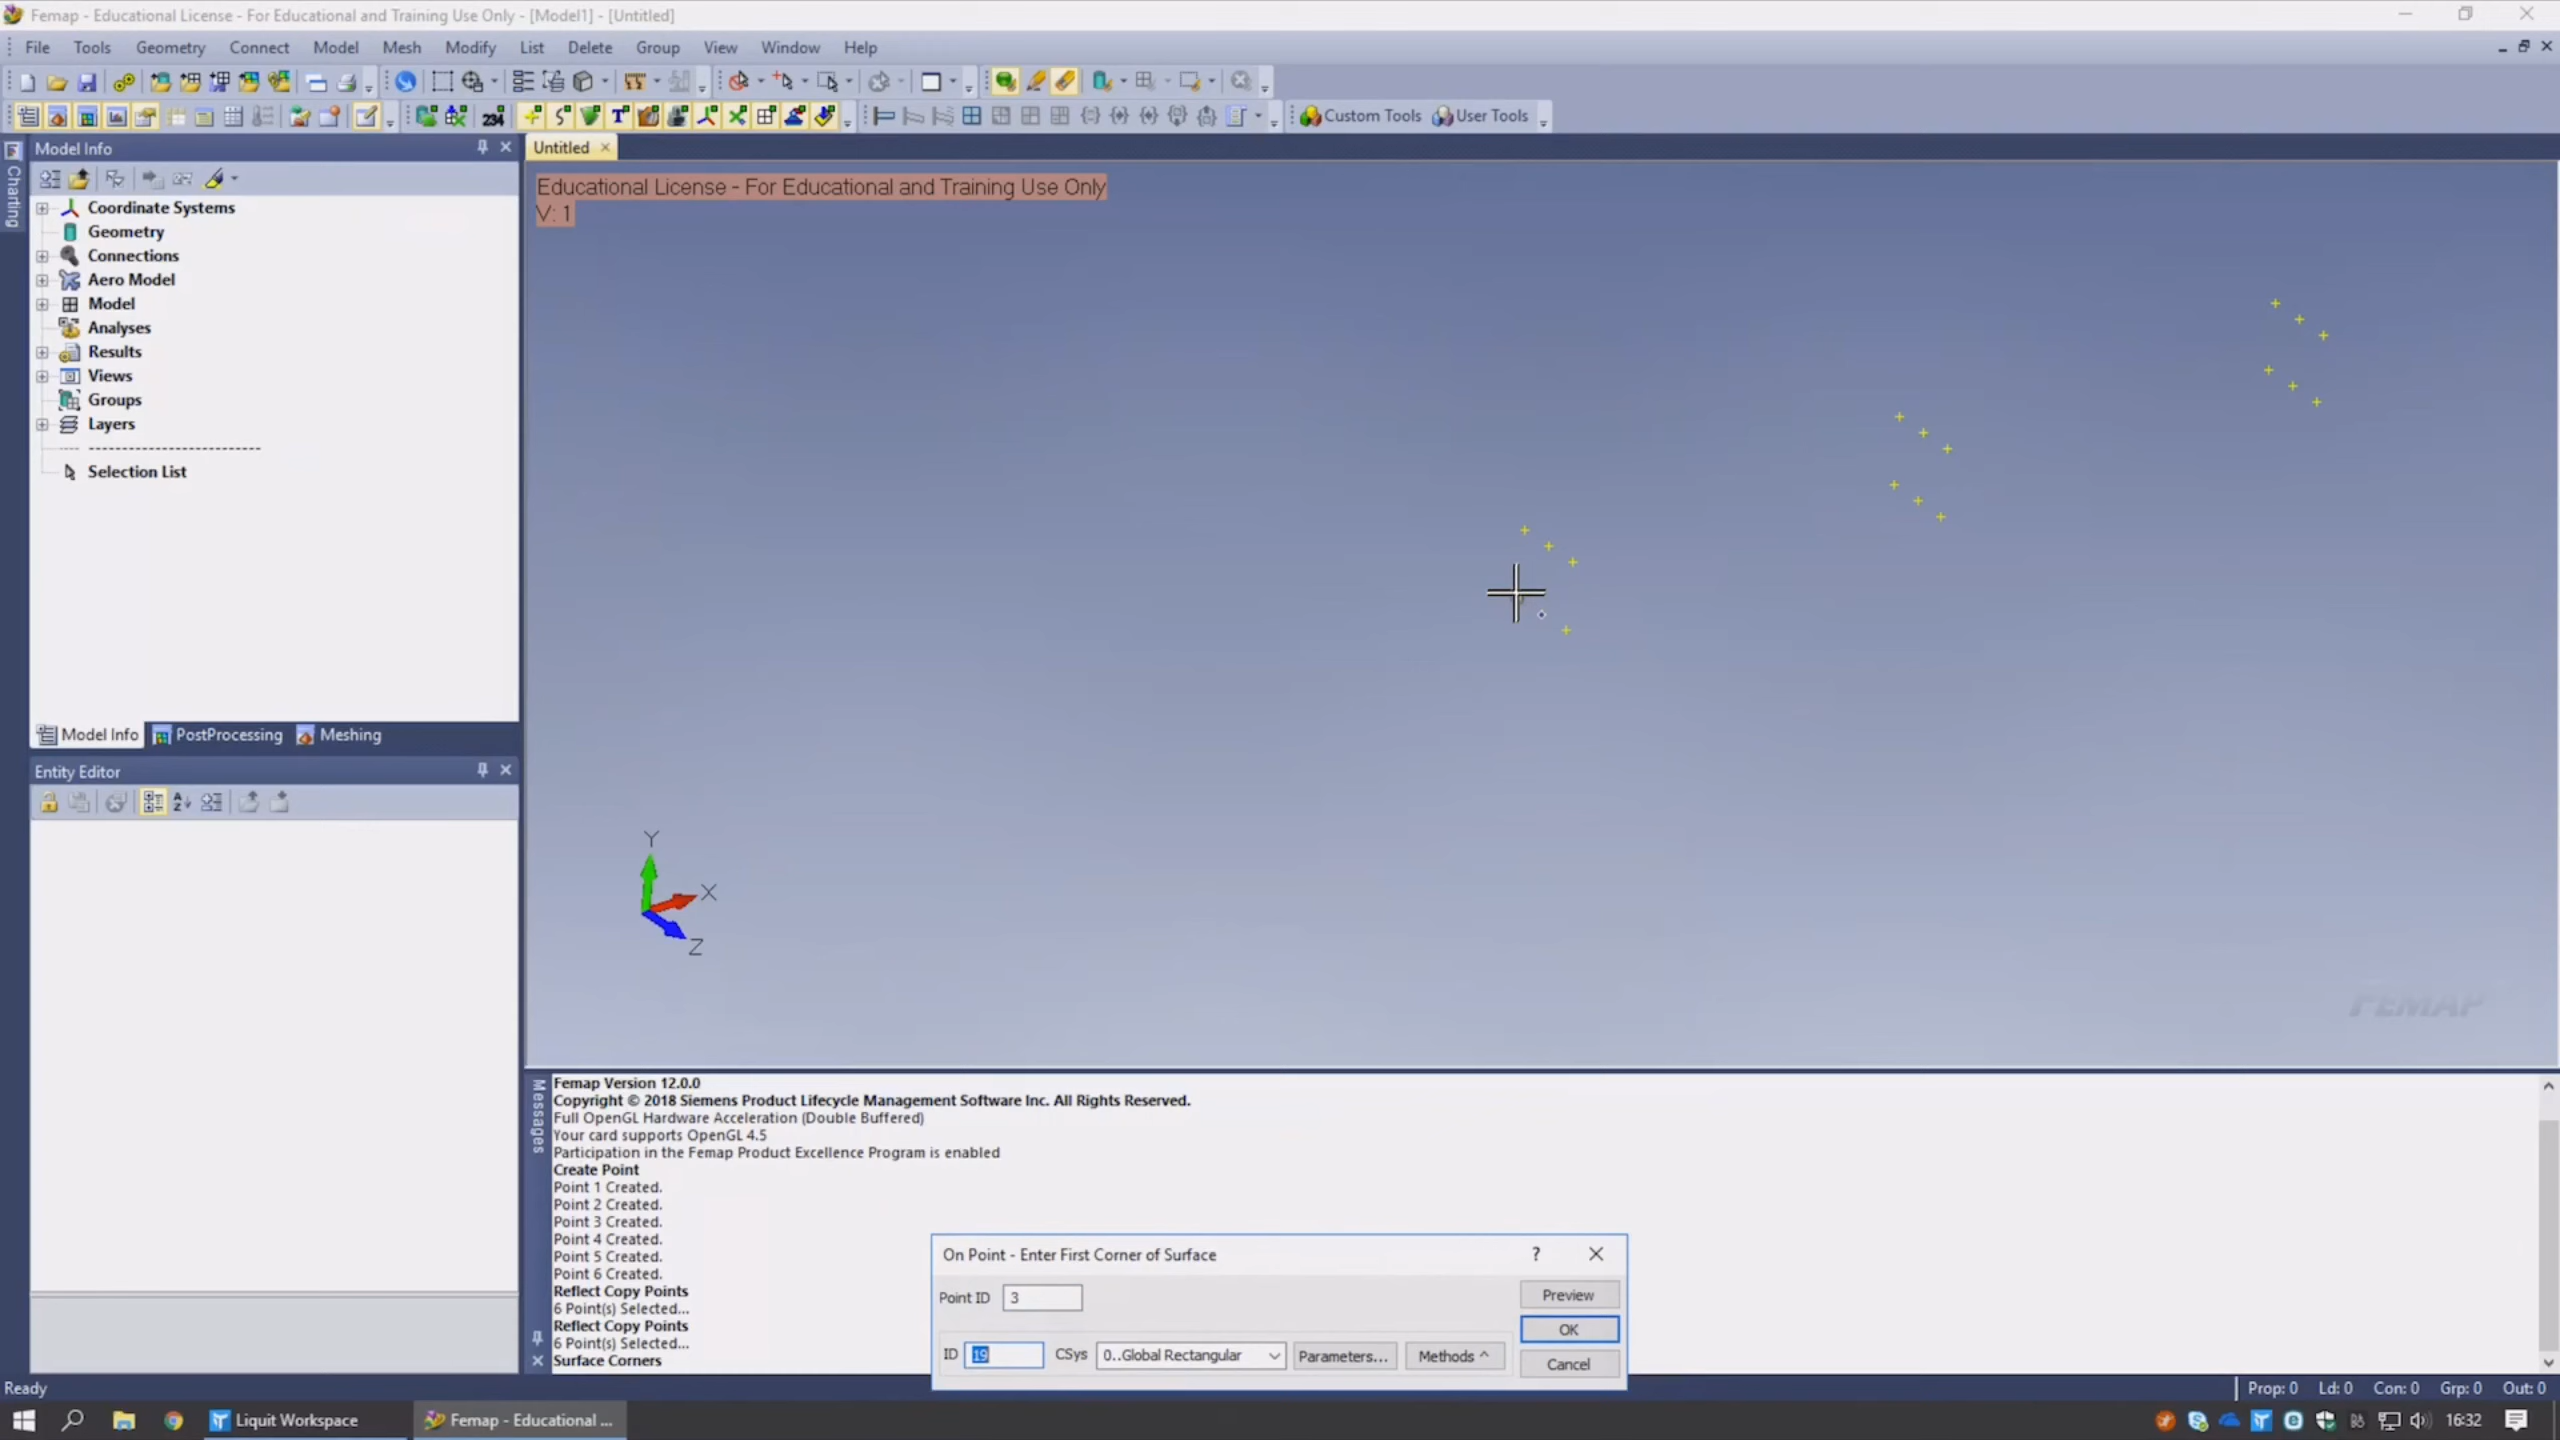 Femap - Educational License - For Educational and Training Use Only - [Model1] - [Untitled]
File Tools Geometry Connect Model Mesh Modify List Delete Group View Window Help
234 Custom Tools User Tools
Charting
Model Info
Coordinate Systems
Geometry
Connections
Aero Model
Model
Analyses
Results
Views
Groups
Layers
Selection List
Model Info PostProcessing Meshing
Entity Editor
Untitled
Educational License - For Educational and Training Use Only
V: 1
Y
X
Z
FEMAP
Messages
Femap Version 12.0.0
Copyright © 2018 Siemens Product Lifecycle Management Software Inc. All Rights Reserved.
Full OpenGL Hardware Acceleration (Double Buffered)
Your card supports OpenGL 4.5
Participation in the Femap Product Excellence Program is enabled
Create Point
Point 1 Created.
Point 2 Created.
Point 3 Created.
Point 4 Created.
Point 5 Created.
Point 6 Created.
Reflect Copy Points
6 Point(s) Selected...
Reflect Copy Points
6 Point(s) Selected...
Surface Corners
On Point - Enter First Corner of Surface
Point ID 3
Preview
OK
ID 19 CSys 0..Global Rectangular Parameters... Methods ^
Cancel
Ready
Prop: 0 Ld: 0 Con: 0 Grp: 0 Out: 0
Liquit Workspace
Femap - Educational ...
16:32